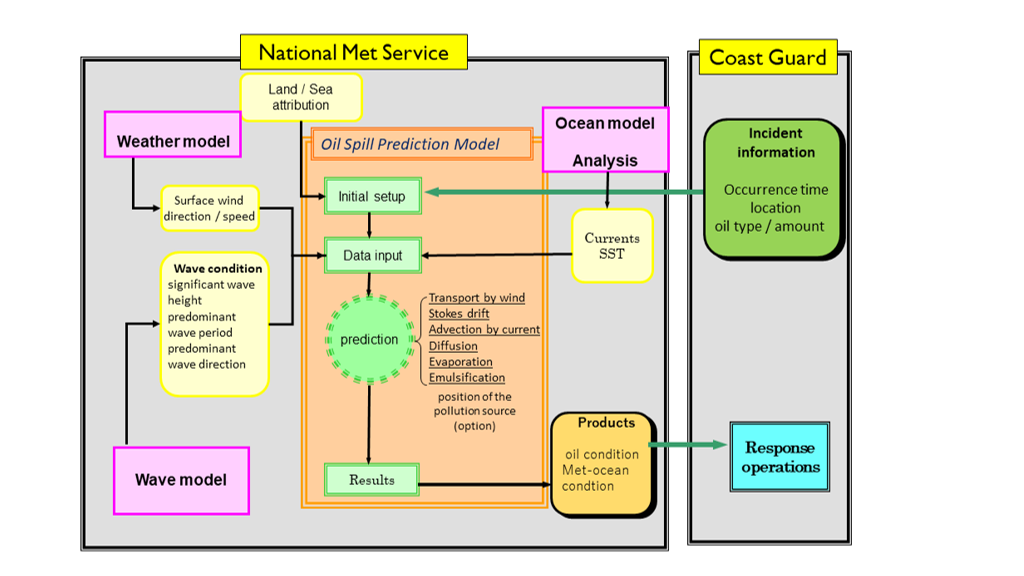 National Met Service
Coast Guard
Land / Sea
attribution
Weather model
Oil Spill Prediction Model
Ocean model
Analysis
Incident
information
Occurrence time
location
oil type / amount
Initial setup
Surface wind
direction / speed
Currents
SST
Data input
Wave condition
significant wave
height
predominant
wave period
predominant
wave direction
prediction
Transport by wind
Stokes drift
Advection by current
Diffusion
Evaporation
Emulsification
position of the
pollution source
(option)
Products
oil condition
Met-ocean
condtion
Response
operations
Wave model
Results